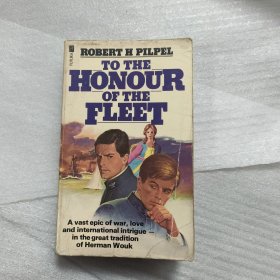 ROBERT H PILPEL
TO THE
HONOUR
OF THE
FLEET
A vast epic of war, love
and international intrigue —
in the great tradition
of Herman Wouk